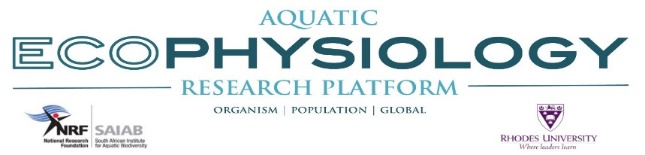 AQUATIC
ECOPHYSIOLOGY
RESEARCH PLATFORM
ORGANISM | POPULATION | GLOBAL
NRF SAIAB
National Research Foundation
South African Institute for Aquatic Biodiversity
RHODES UNIVERSITY
Where leaders learn